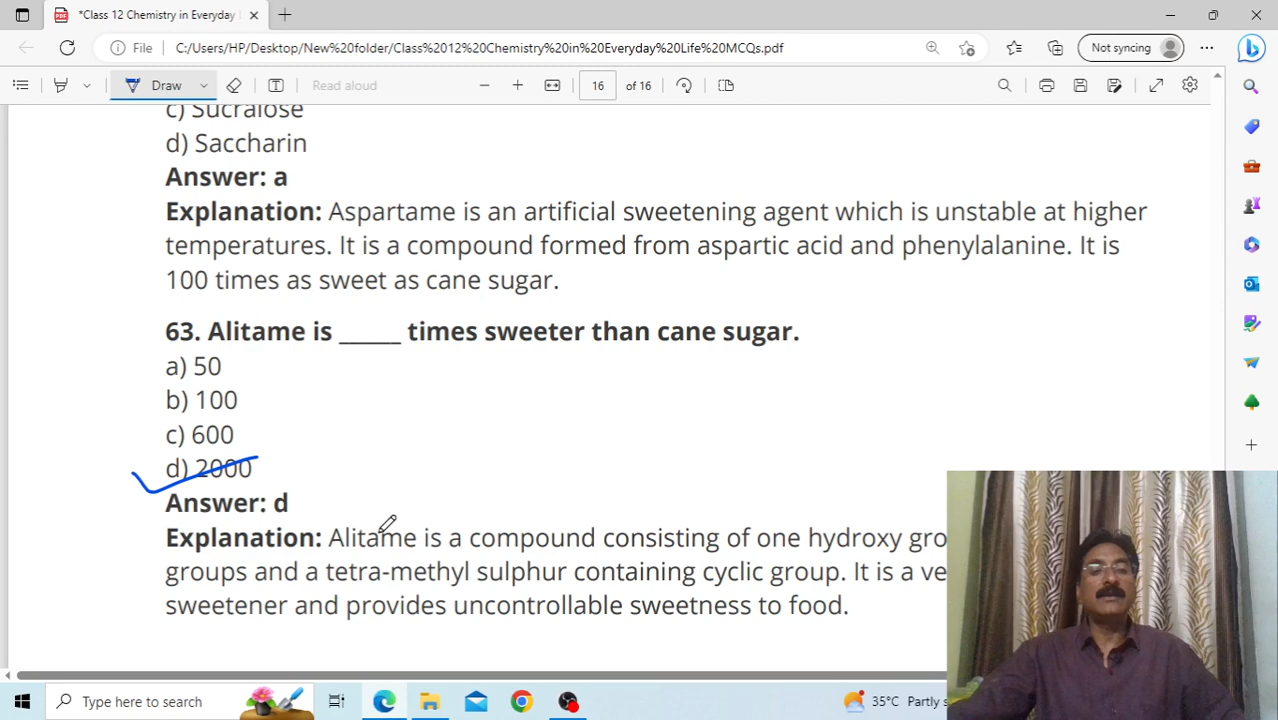 *Class 12 Chemistry in Everyday
File C:/Users/HP/Desktop/New%20folder/Class%2012%20Chemistry%20in%20Everyday%20Life%20MCQs.pdf Not syncing
Draw Read aloud 16 of 16
c) Sucralose
d) Saccharin
Answer: a
Explanation: Aspartame is an artificial sweetening agent which is unstable at higher
temperatures. It is a compound formed from aspartic acid and phenylalanine. It is
100 times as sweet as cane sugar.
63. Alitame is _____ times sweeter than cane sugar.
a) 50
b) 100
c) 600
d) 2000
Answer: d
Explanation: Alitame is a compound consisting of one hydroxy gro
groups and a tetra-methyl sulphur containing cyclic group. It is a ve
sweetener and provides uncontrollable sweetness to food.
Type here to search 35°C Partly s